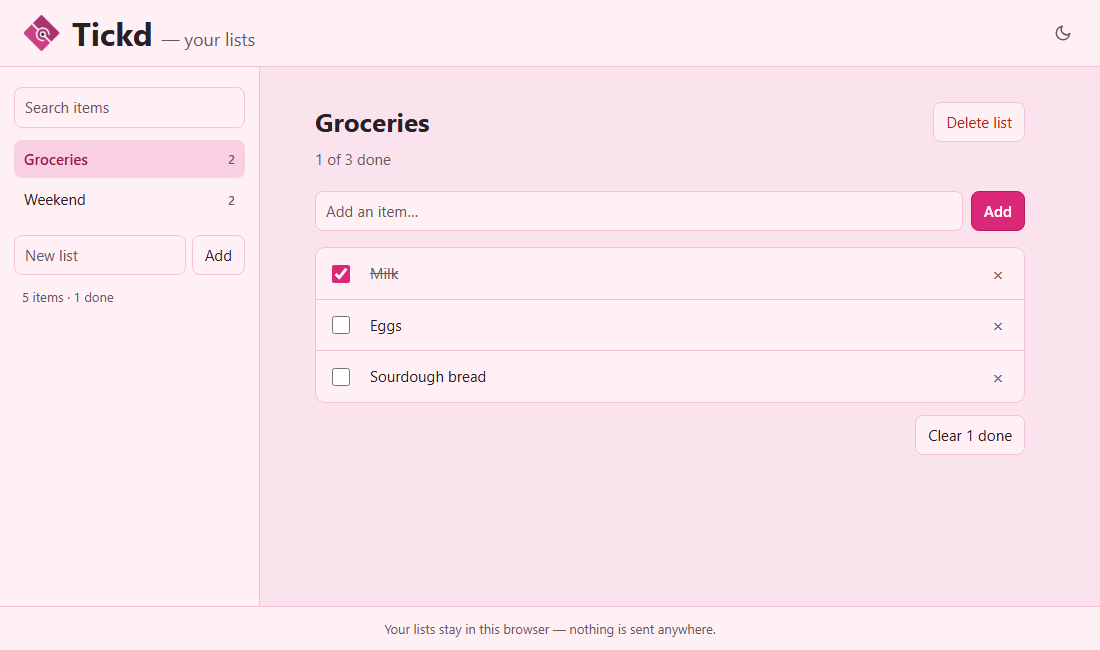 Tickd — your lists
Search items
Groceries 2
Weekend 2
New list Add
5 items · 1 done
Groceries
Delete list
1 of 3 done
Add an item... Add
Milk ×
Eggs ×
Sourdough bread ×
Clear 1 done
Your lists stay in this browser — nothing is sent anywhere.